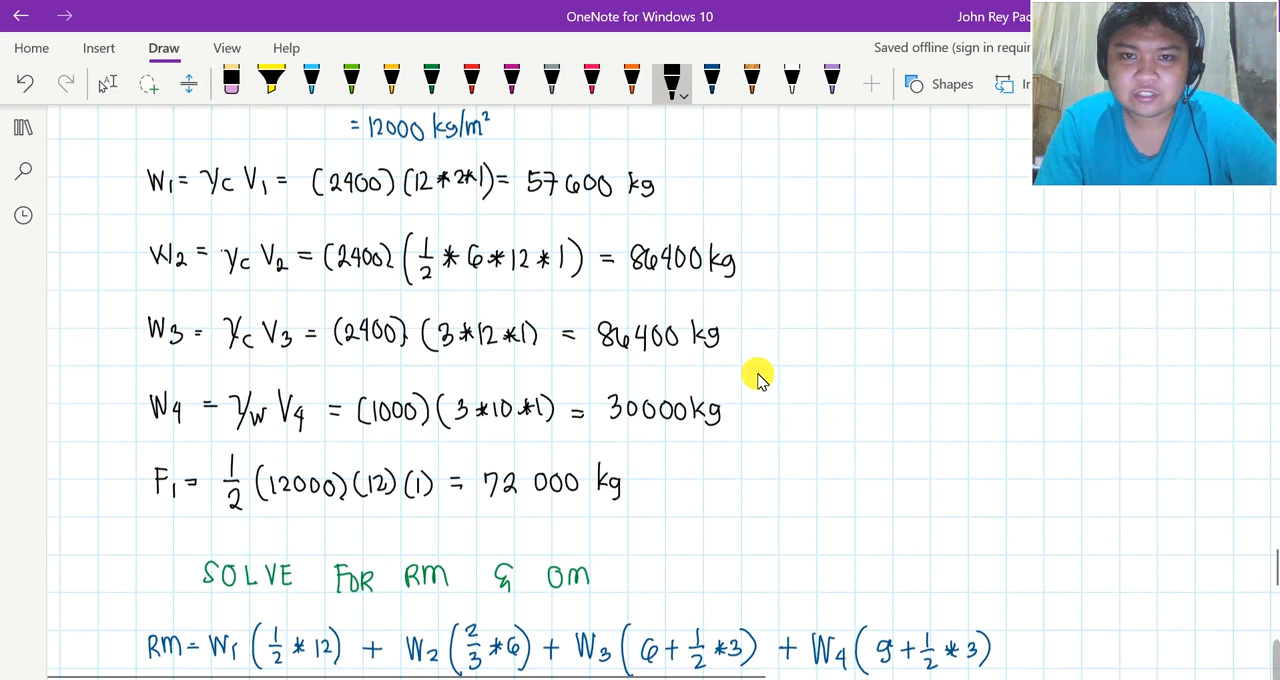 OneNote for Windows 10
John Rey Pac
Home Insert Draw View Help
Saved offline (sign in requir
Shapes
= 12000 kg/m²
W₁ = γc V₁ = (2400)(12*2*1) = 57600 kg
W₂ = γc V₂ = (2400)(1/2 * 6 * 12 * 1) = 86400 kg
W₃ = γc V₃ = (2400)(3*12*1) = 86400 kg
W₄ = γw V₄ = (1000)(3*10*1) = 30000 kg
F₁ = 1/2 (12000)(12)(1) = 72 000 kg
SOLVE FOR RM & OM
RM = W₁ (1/2 * 12) + W₂ (2/3 * 6) + W₃ (6 + 1/2 * 3) + W₄ (9 + 1/2 * 3)